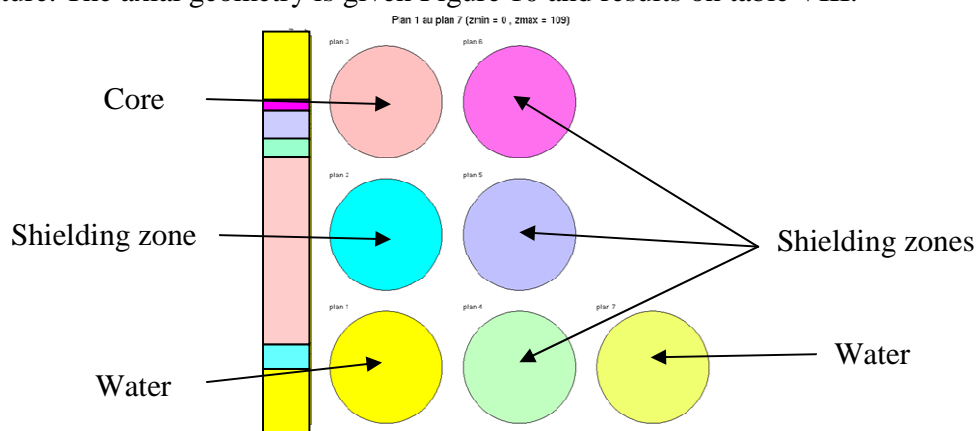 ture. The axial geometry is given Figure 10 and results on table VIII.
Plan 1 au plan 7 (zmin = 0 , zmax = 109)
plan 3
plan 6
Core
plan 2
plan 5
Shielding zone
Shielding zones
plan 1
plan 4
plan 7
Water
Water